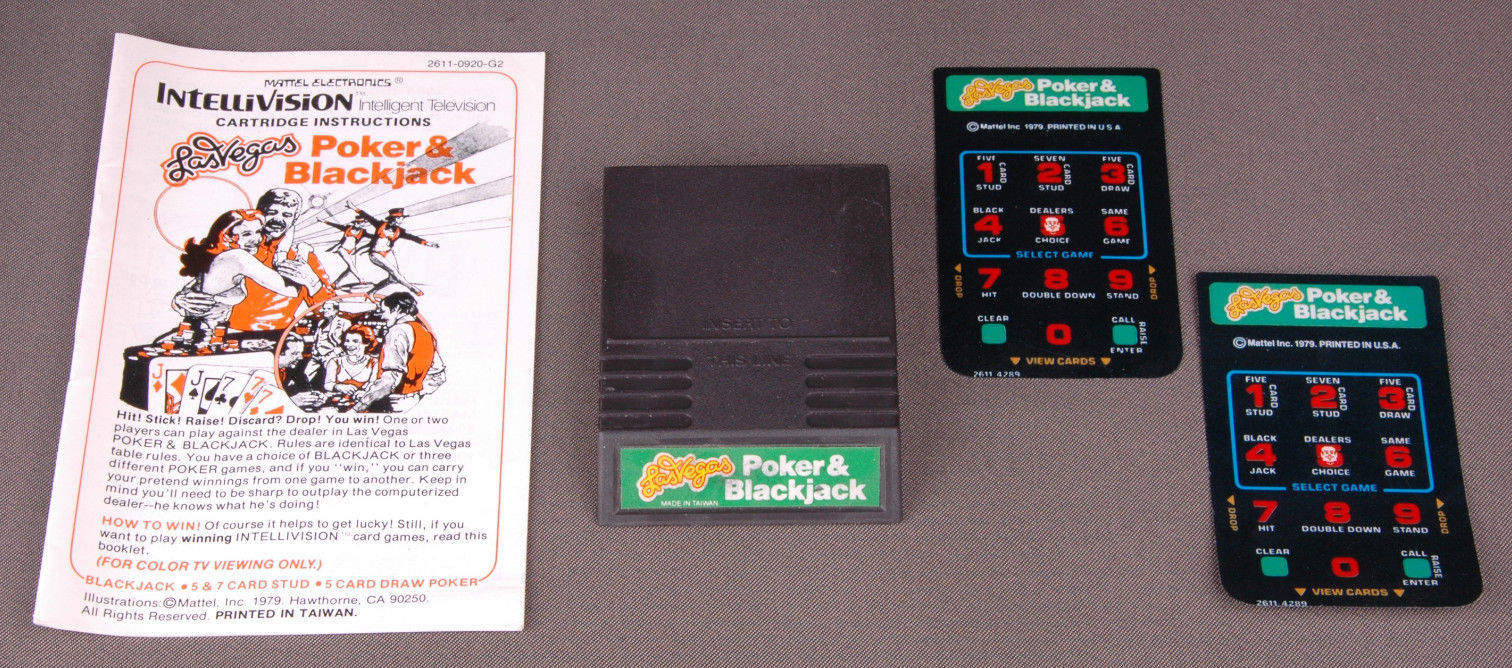 2611-0920-G2
MATTEL ELECTRONICS®
INTELLIVISION™ Intelligent Television
CARTRIDGE INSTRUCTIONS
Las Vegas Poker &
Blackjack
J J 7 7
Hit! Stick! Raise! Discard? Drop! You win! One or two
players can play against the dealer in Las Vegas
POKER & BLACKJACK. Rules are identical to Las Vegas
table rules. You have a choice of BLACKJACK or three
different POKER games, and if you "win," you can carry
your pretend winnings from one game to another. Keep in
mind you'll need to be sharp to outplay the computerized
dealer--he knows what he's doing!
HOW TO WIN! Of course it helps to get lucky! Still, if you
want to play winning INTELLIVISION™ card games, read this
booklet.
(FOR COLOR TV VIEWING ONLY.)
BLACKJACK • 5 & 7 CARD STUD • 5 CARD DRAW POKER
Illustrations:©Mattel, Inc. 1979. Hawthorne, CA 90250.
All Rights Reserved. PRINTED IN TAIWAN.
INSERT TO
THIS LINE
Las Vegas Poker &
Blackjack
MADE IN TAIWAN
Las Vegas Poker &
Blackjack
© Mattel Inc. 1979. PRINTED IN U.S.A.
FIVE SEVEN FIVE
1 CARD 2 CARD 3 CARD
STUD STUD DRAW
BLACK DEALERS SAME
4 6
JACK CHOICE GAME
SELECT GAME
DROP 7 8 9 DROP
HIT DOUBLE DOWN STAND
CLEAR 0 CALL RAISE
ENTER
▼ VIEW CARDS ▼
2611 4289
Las Vegas Poker &
Blackjack
© Mattel Inc. 1979. PRINTED IN U.S.A.
FIVE SEVEN FIVE
1 CARD 2 CARD 3 CARD
STUD STUD DRAW
BLACK DEALERS SAME
4 6
JACK CHOICE GAME
SELECT GAME
DROP 7 8 9 DROP
HIT DOUBLE DOWN STAND
CLEAR 0 CALL RAISE
ENTER
▼ VIEW CARDS ▼
2611 4289